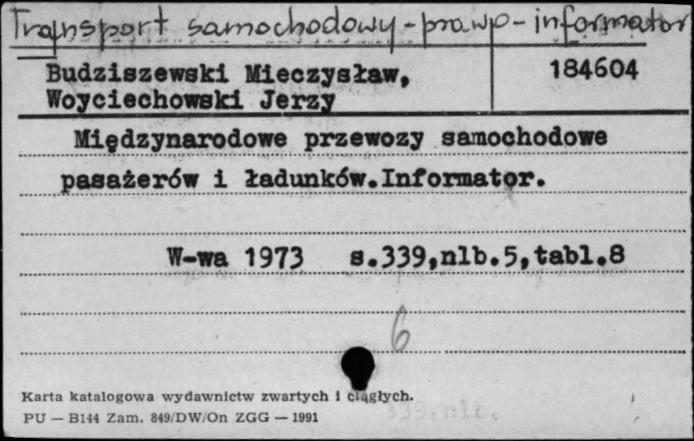 Transport samochodowy - prawo - informator
Budziszewski Mieczysław,
Woyciechowski Jerzy
184604
Międzynarodowe przewozy samochodowe
pasażerów i ładunków.Informator.
W-wa 1973 s.339,nlb.5,tabl.8
6
Karta katalogowa wydawnictw zwartych i ciągłych.
PU — B144 Zam. 849/DW/On ZGG — 1991